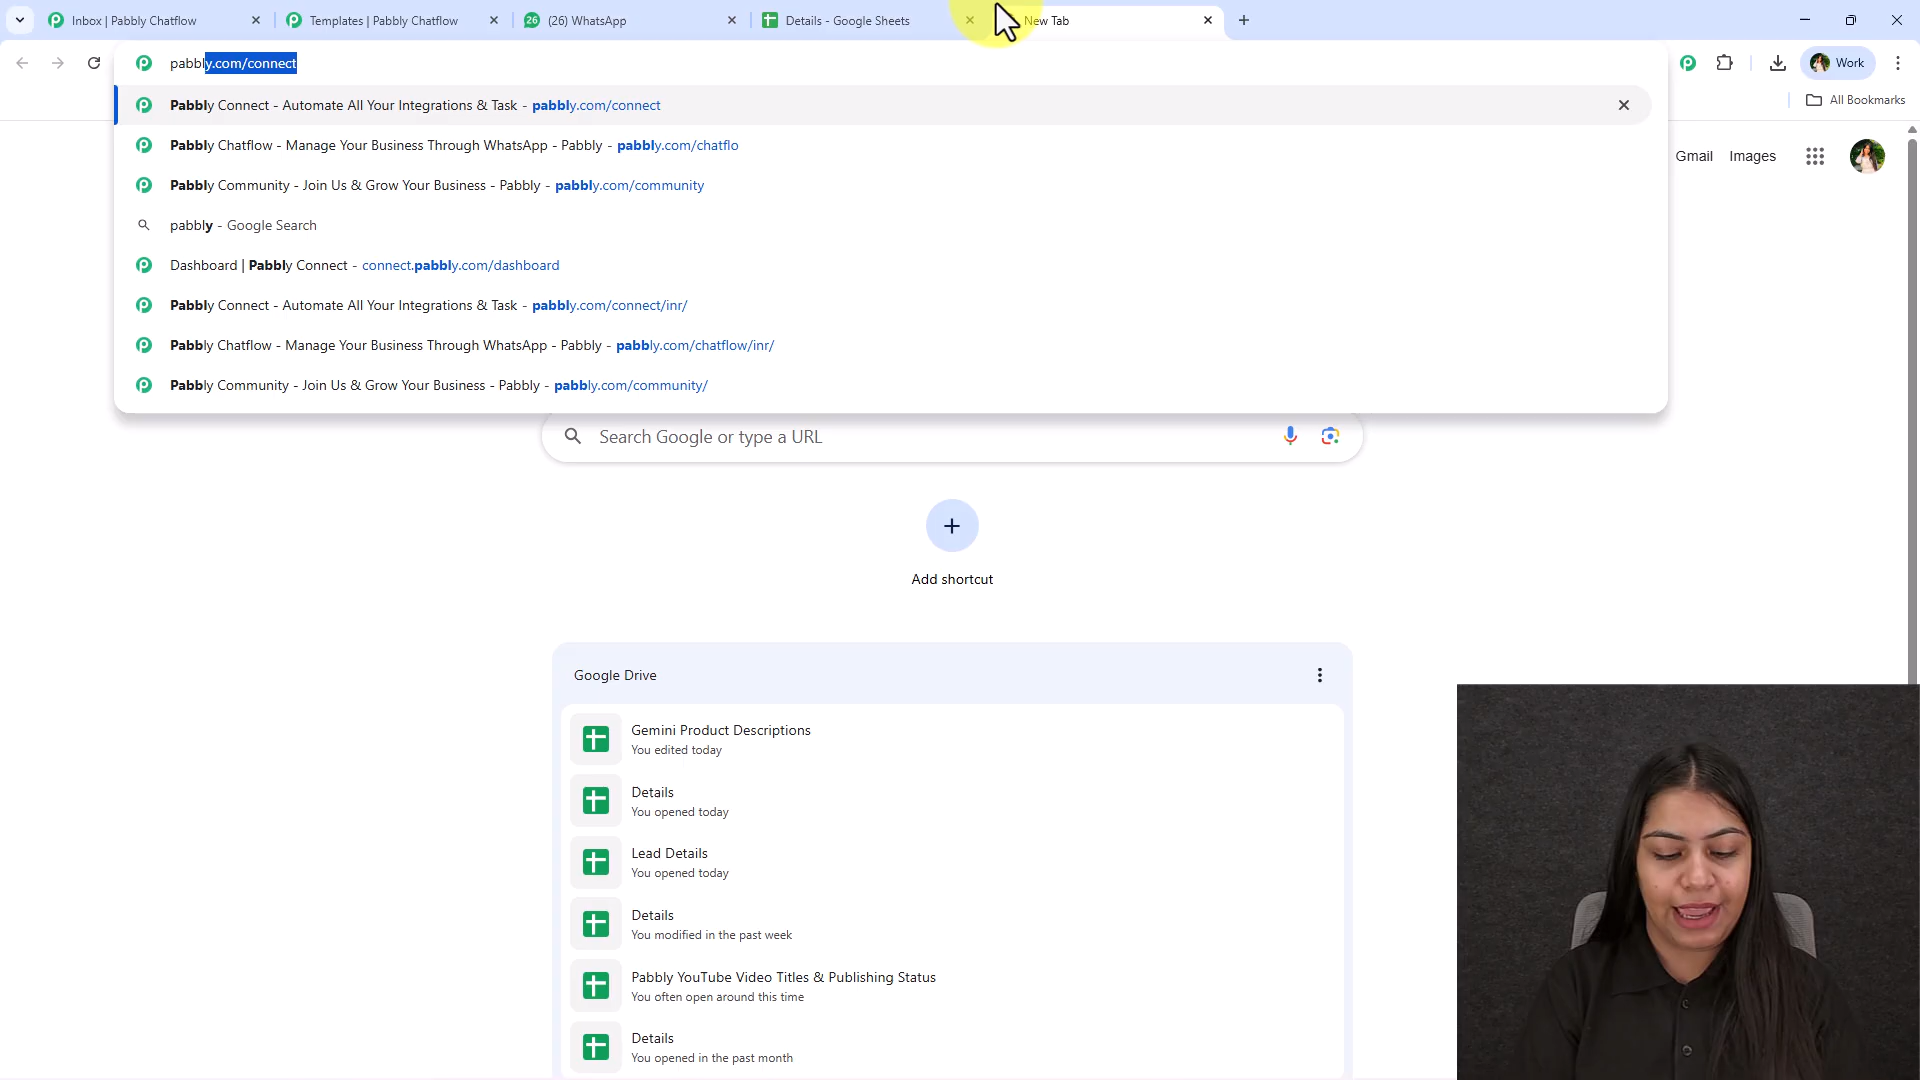 Inbox | Pabbly Chatflow
Templates | Pabbly Chatflow
26
(26) WhatsApp
Details - Google Sheets
New Tab
pabbly.com/connect
Work
Pabbly Connect - Automate All Your Integrations & Task - pabbly.com/connect
All Bookmarks
Pabbly Chatflow - Manage Your Business Through WhatsApp - Pabbly - pabbly.com/chatflo
Gmail
Images
Pabbly Community - Join Us & Grow Your Business - Pabbly - pabbly.com/community
pabbly - Google Search
Dashboard | Pabbly Connect - connect.pabbly.com/dashboard
Pabbly Connect - Automate All Your Integrations & Task - pabbly.com/connect/inr/
Pabbly Chatflow - Manage Your Business Through WhatsApp - Pabbly - pabbly.com/chatflow/inr/
Pabbly Community - Join Us & Grow Your Business - Pabbly - pabbly.com/community/
Search Google or type a URL
Add shortcut
Google Drive
Gemini Product Descriptions
You edited today
Details
You opened today
Lead Details
You opened today
Details
You modified in the past week
Pabbly YouTube Video Titles & Publishing Status
You often open around this time
Details
You opened in the past month